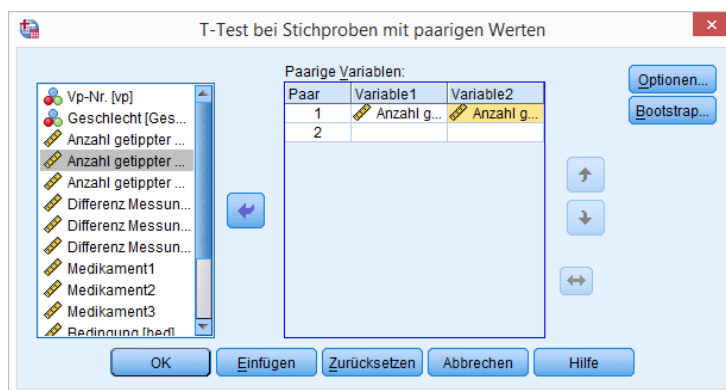 T-Test bei Stichproben mit paarigen Werten
Vp-Nr. [vp]
Geschlecht [Ges...
Anzahl getippter ...
Anzahl getippter ...
Anzahl getippter ...
Differenz Messun...
Differenz Messun...
Differenz Messun...
Medikament1
Medikament2
Medikament3
Bedingung [bed]
Paarige Variablen:
Paar Variable1 Variable2
1 Anzahl g... Anzahl g...
2
Optionen...
Bootstrap...
OK Einfügen Zurücksetzen Abbrechen Hilfe